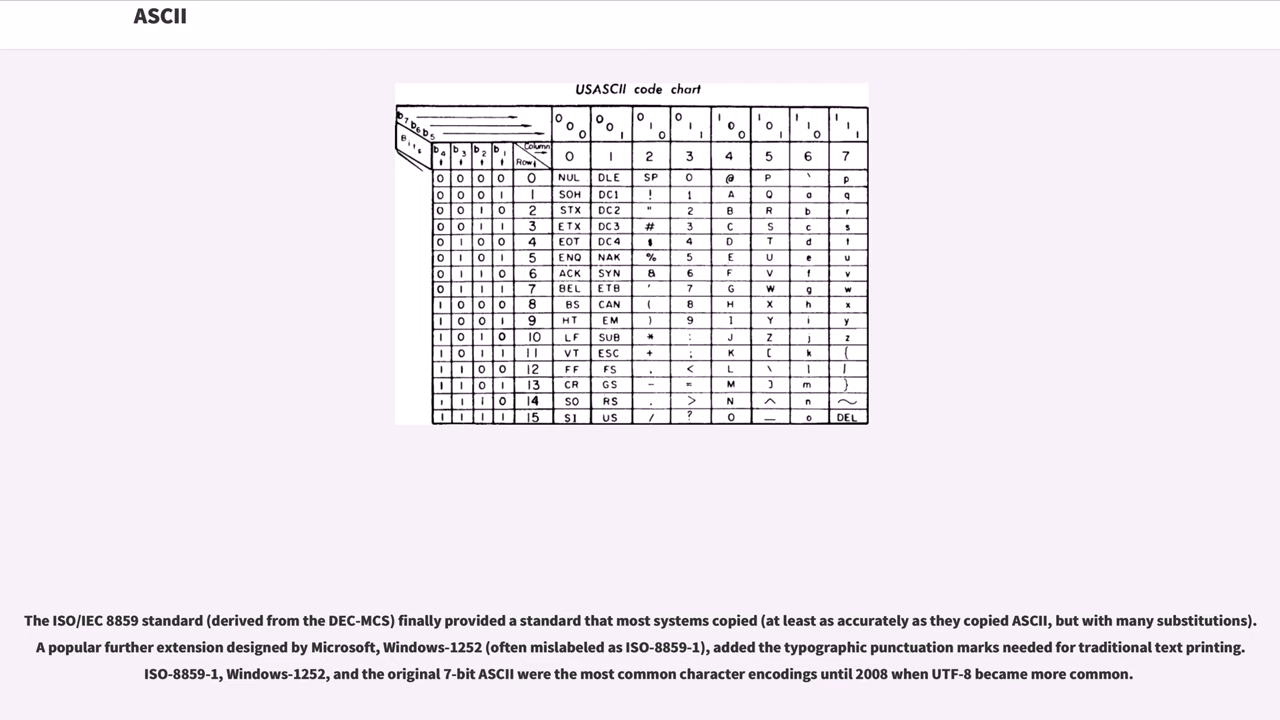 ASCII
USASCII code chart
b7 b6 b5 0 0 0 0 0 1 0 1 0 0 1 1 1 0 0 1 0 1 1 1 0 1 1 1
Bits b4 b3 b2 b1 Column Row 0 1 2 3 4 5 6 7
0 0 0 0 0 NUL DLE SP 0 @ P ` p
0 0 0 1 1 SOH DC1 ! 1 A Q a q
0 0 1 0 2 STX DC2 " 2 B R b r
0 0 1 1 3 ETX DC3 # 3 C S c s
0 1 0 0 4 EOT DC4 $ 4 D T d t
0 1 0 1 5 ENQ NAK % 5 E U e u
0 1 1 0 6 ACK SYN & 6 F V f v
0 1 1 1 7 BEL ETB ' 7 G W g w
1 0 0 0 8 BS CAN ( 8 H X h x
1 0 0 1 9 HT EM ) 9 I Y i y
1 0 1 0 10 LF SUB * : J Z j z
1 0 1 1 11 VT ESC + ; K [ k {
1 1 0 0 12 FF FS , < L \ l |
1 1 0 1 13 CR GS - = M ] m }
1 1 1 0 14 SO RS . > N ^ n ~
1 1 1 1 15 SI US / ? O _ o DEL
The ISO/IEC 8859 standard (derived from the DEC-MCS) finally provided a standard that most systems copied (at least as accurately as they copied ASCII, but with many substitutions).
A popular further extension designed by Microsoft, Windows-1252 (often mislabeled as ISO-8859-1), added the typographic punctuation marks needed for traditional text printing.
ISO-8859-1, Windows-1252, and the original 7-bit ASCII were the most common character encodings until 2008 when UTF-8 became more common.